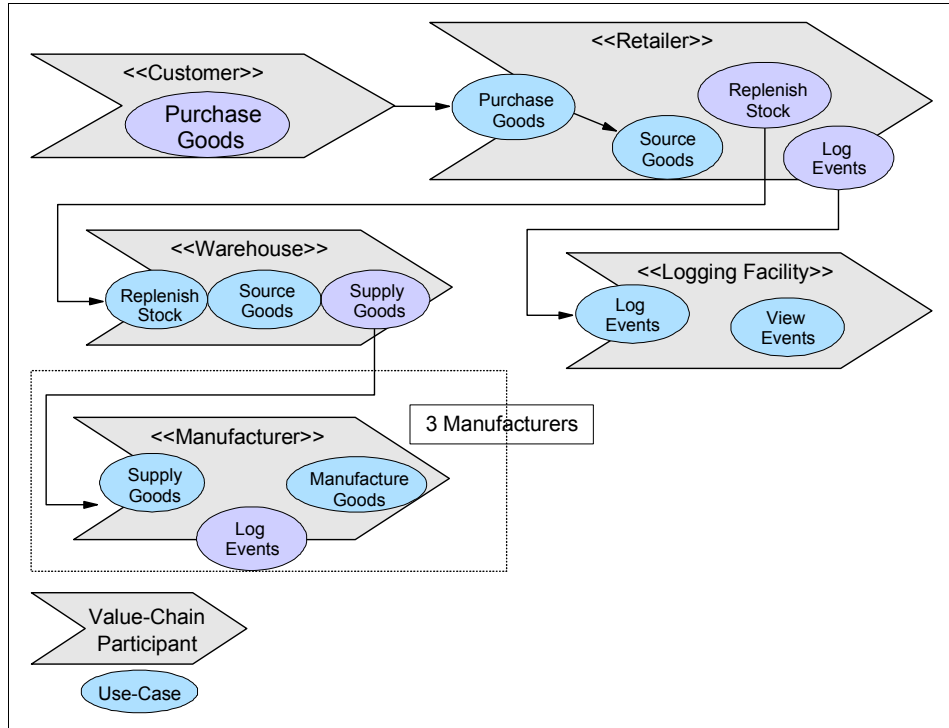 <<Customer>>
Purchase
Goods
<<Retailer>>
Purchase
Goods
Source
Goods
Replenish
Stock
Log
Events
<<Warehouse>>
Replenish
Stock
Source
Goods
Supply
Goods
<<Logging Facility>>
Log
Events
View
Events
3 Manufacturers
<<Manufacturer>>
Supply
Goods
Manufacture
Goods
Log
Events
Value-Chain
Participant
Use-Case